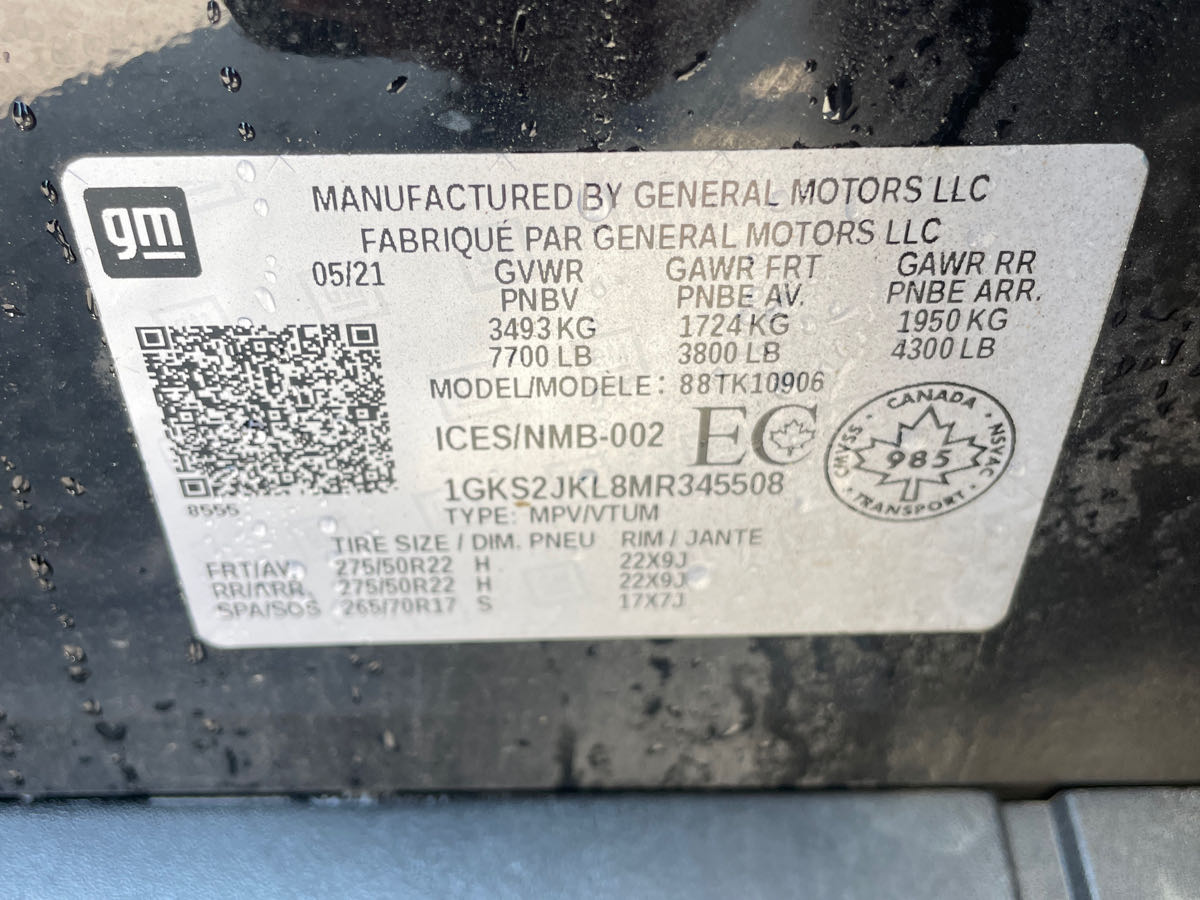 gm
MANUFACTURED BY GENERAL MOTORS LLC
FABRIQUÉ PAR GENERAL MOTORS LLC
05/21 GVWR GAWR FRT GAWR RR
PNBV PNBE AV. PNBE ARR.
3493 KG 1724 KG 1950 KG
7700 LB 3800 LB 4300 LB
MODEL/MODÈLE : 88TK10906
ICES/NMB-002 EC
CANADA
CMVSS 985 NSVAC
TRANSPORT
1GKS2JKL8MR345508
8555
TYPE: MPV/VTUM
TIRE SIZE / DIM. PNEU RIM / JANTE
FRT/AV. 275/50R22 H 22X9J
RR/ARR. 275/50R22 H 22X9J
SPA/SOS 265/70R17 S 17X7J